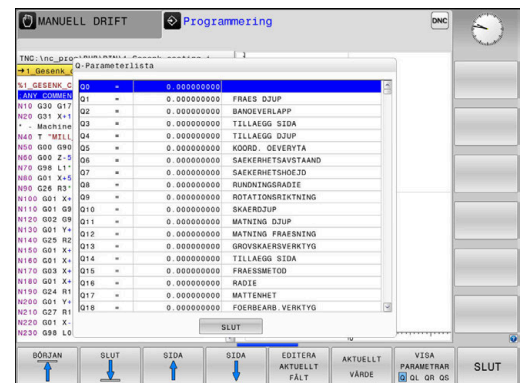 MANUELL DRIFT
Programmering
DNC
TNC:\nc_pro
→1_Gesenk_
Q-Parameterlista
%1_GESENK_C
ANY COMMEN
N10 G30 G17
N20 G31 X+1
* - Machine
N40 T "MILL
N50 G00 G90
N60 G00 Z-5
N70 G98 L1*
N80 G01 X+5
N90 G26 R3*
N100 G01 X+
N110 G01 G9
N120 G02 G9
N130 G01 Y+
N140 G25 R2
N150 G01 X+
N160 G01 X+
N170 G03 X+
N180 G01 X+
N190 G24 R1
N200 G01 Y+
N210 G27 R1
N220 G01 X-
N230 G98 L0
Q0 = 0.000000000
Q1 = 0.000000000 FRAES DJUP
Q2 = 0.000000000 BANOEVERLAPP
Q3 = 0.000000000 TILLAEGG SIDA
Q4 = 0.000000000 TILLAEGG DJUP
Q5 = 0.000000000 KOORD. OEVERYTA
Q6 = 0.000000000 SAEKERHETSAVSTAAND
Q7 = 0.000000000 SAEKERHETSHOEJD
Q8 = 0.000000000 RUNDNINGSRADIE
Q9 = 0.000000000 ROTATIONSRIKTNING
Q10 = 0.000000000 SKAERDJUP
Q11 = 0.000000000 MATNING DJUP
Q12 = 0.000000000 MATNING FRAESNING
Q13 = 0.000000000 GROVSKAERSVERKTYG
Q14 = 0.000000000 TILLAEGG SIDA
Q15 = 0.000000000 FRAESMETOD
Q16 = 0.000000000 RADIE
Q17 = 0.000000000 MATTENHET
Q18 = 0.000000000 FOERBEARB.VERKTYG
SLUT
BÖRJAN
SLUT
SIDA
SIDA
EDITERA
AKTUELLT
FÄLT
AKTUELLT
VÄRDE
VISA
PARAMETRAR
Q QL QR QS
SLUT